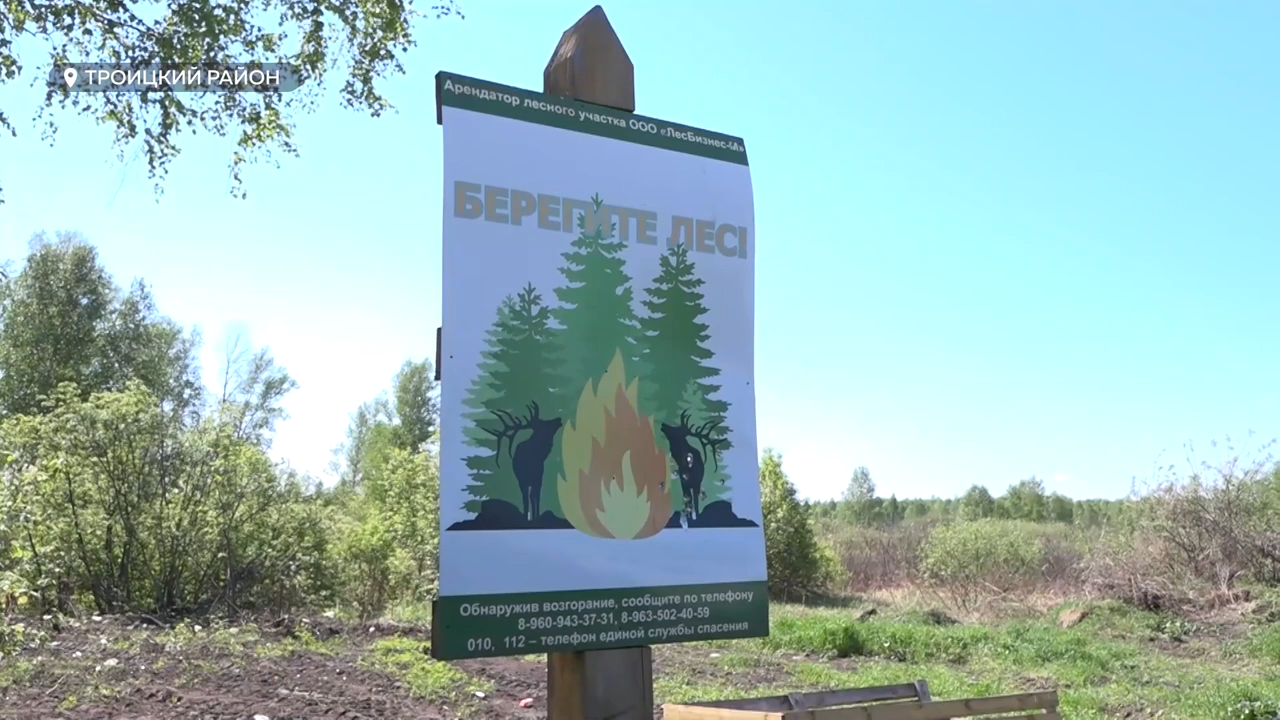 ТРОИЦКИЙ РАЙОН
Арендатор лесного участка ООО «ЛесБизнес-
БЕРЕГИТЕ ЛЕС!
Обнаружив возгорание, сообщите по телефону
8-960-943-37-31, 8-963-502-40-59
010, 112 – телефон единой службы спасения